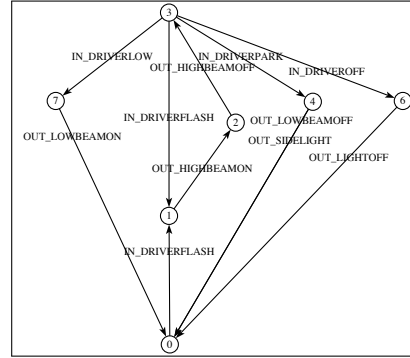 3
IN_DRIVERLOW
IN_DRIVERPARK
OUT_HIGHBEAMOFF
IN_DRIVEROFF
7
4
6
IN_DRIVERFLASH
OUT_LOWBEAMOFF
2
OUT_LOWBEAMON
OUT_SIDELIGHT
OUT_LIGHTOFF
OUT_HIGHBEAMON
1
IN_DRIVERFLASH
0